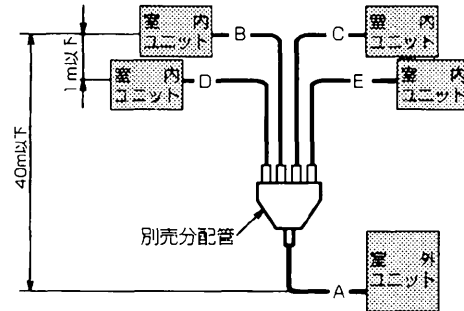 室 内
ユニット
B
C
室 内
ユニット
1m以下
室 内
ユニット
D
E
室 内
ユニット
40m以下
別売分配管
室 外
ユニット
A